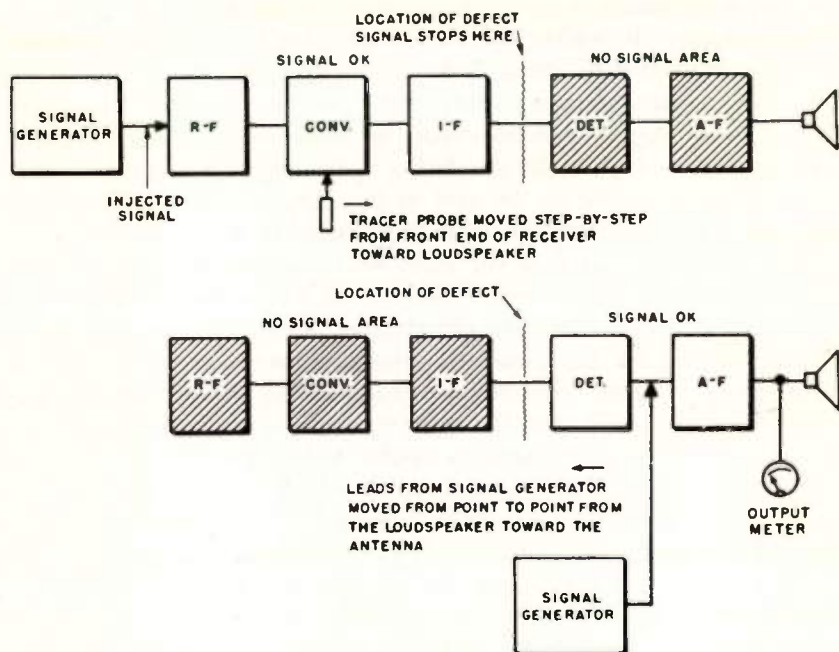 LOCATION OF DEFECT
SIGNAL STOPS HERE
SIGNAL OK
NO SIGNAL AREA
SIGNAL
GENERATOR
R-F
CONV.
I-F
DET.
A-F
INJECTED
SIGNAL
TRACER PROBE MOVED STEP-BY-STEP
FROM FRONT END OF RECEIVER
TOWARD LOUDSPEAKER
LOCATION OF DEFECT
NO SIGNAL AREA
SIGNAL OK
R-F
CONV.
I-F
DET.
A-F
LEADS FROM SIGNAL GENERATOR
MOVED FROM POINT TO POINT FROM
THE LOUDSPEAKER TOWARD THE
ANTENNA
OUTPUT
METER
SIGNAL
GENERATOR